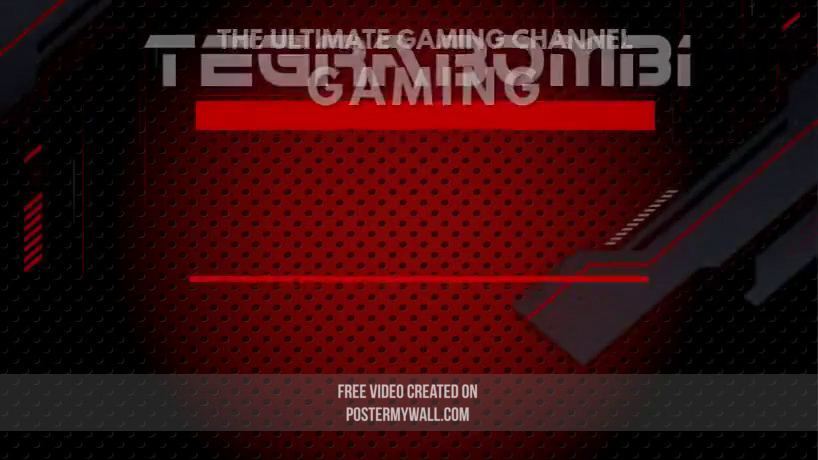 THE ULTIMATE GAMING CHANNEL
GAMING
FREE VIDEO CREATED ON
POSTERMYWALL.COM